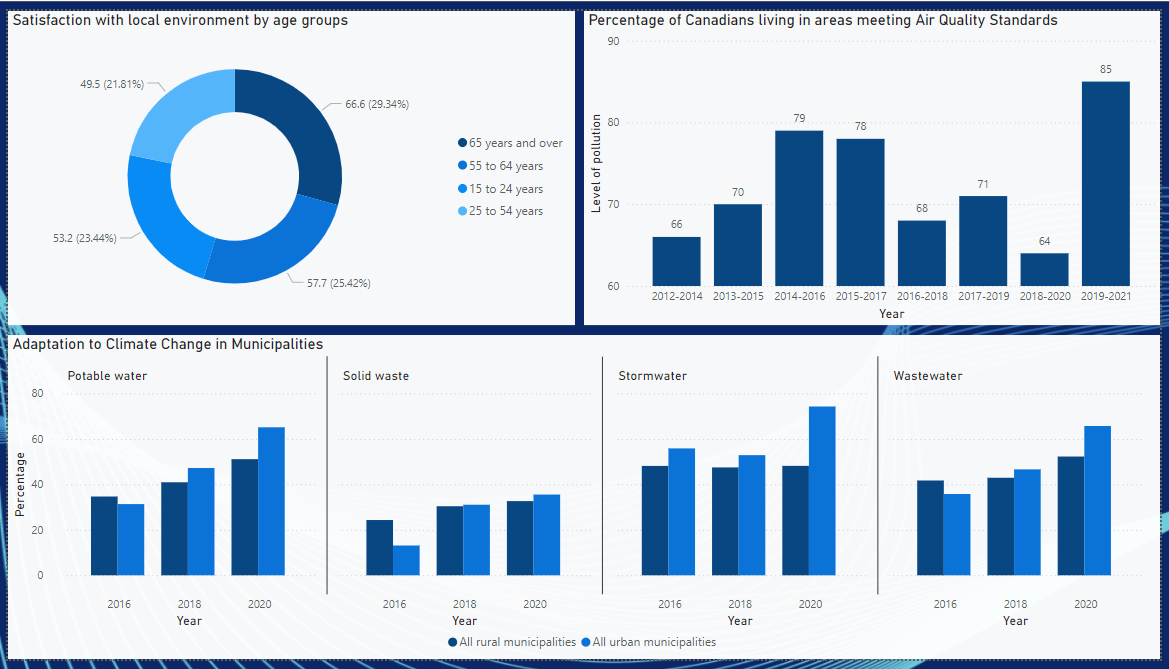 Satisfaction with local environment by age groups
49.5 (21.81%)
66.6 (29.34%)
53.2 (23.44%)
57.7 (25.42%)
65 years and over
55 to 64 years
15 to 24 years
25 to 54 years
Percentage of Canadians living in areas meeting Air Quality Standards
Level of pollution
90
80
70
60
66
70
79
78
68
71
64
85
2012-2014 2013-2015 2014-2016 2015-2017 2016-2018 2017-2019 2018-2020 2019-2021
Year
Adaptation to Climate Change in Municipalities
Potable water Solid waste Stormwater Wastewater
Percentage
80
60
40
20
0
2016 2018 2020 2016 2018 2020 2016 2018 2020 2016 2018 2020
Year Year Year Year
All rural municipalities All urban municipalities